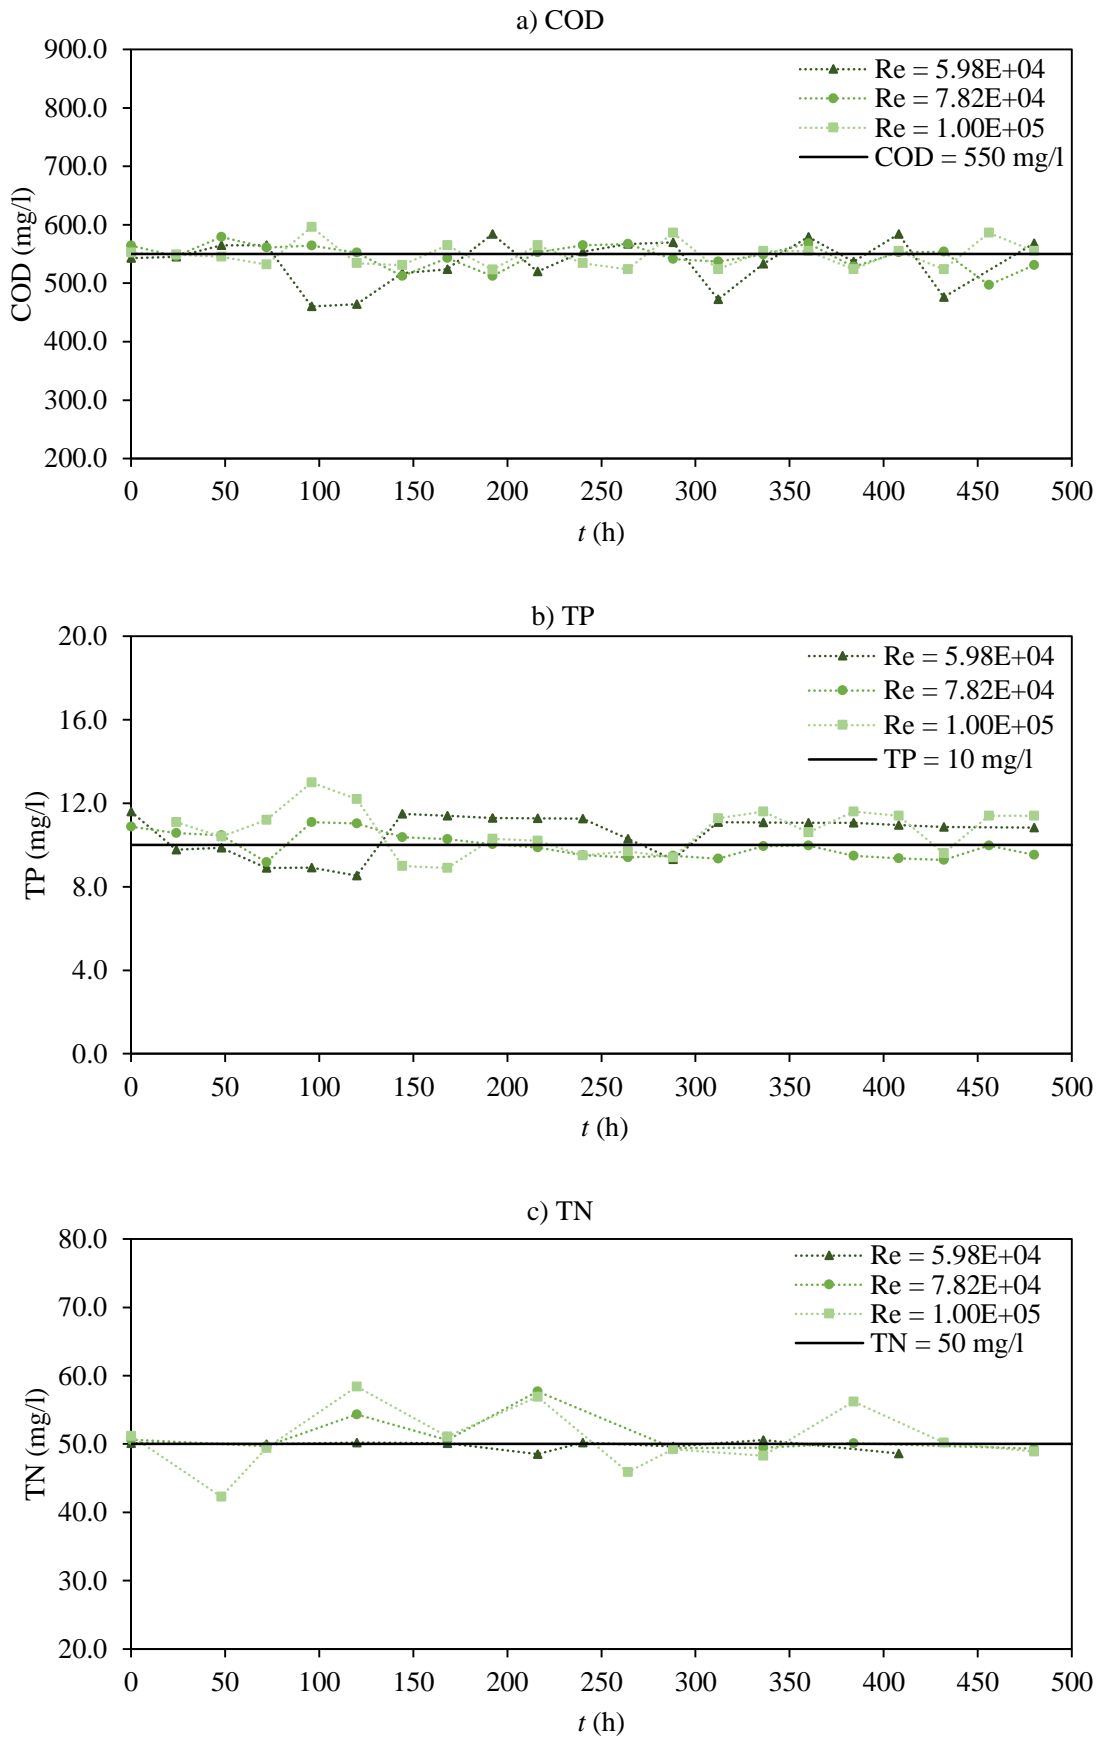 a) COD
900.0
800.0
700.0
600.0
500.0
400.0
300.0
200.0
COD (mg/l)
Re = 5.98E+04
Re = 7.82E+04
Re = 1.00E+05
COD = 550 mg/l
0 50 100 150 200 250 300 350 400 450 500
t (h)
b) TP
20.0
16.0
12.0
8.0
4.0
0.0
TP (mg/l)
Re = 5.98E+04
Re = 7.82E+04
Re = 1.00E+05
TP = 10 mg/l
0 50 100 150 200 250 300 350 400 450 500
t (h)
c) TN
80.0
70.0
60.0
50.0
40.0
30.0
20.0
TN (mg/l)
Re = 5.98E+04
Re = 7.82E+04
Re = 1.00E+05
TN = 50 mg/l
0 50 100 150 200 250 300 350 400 450 500
t (h)